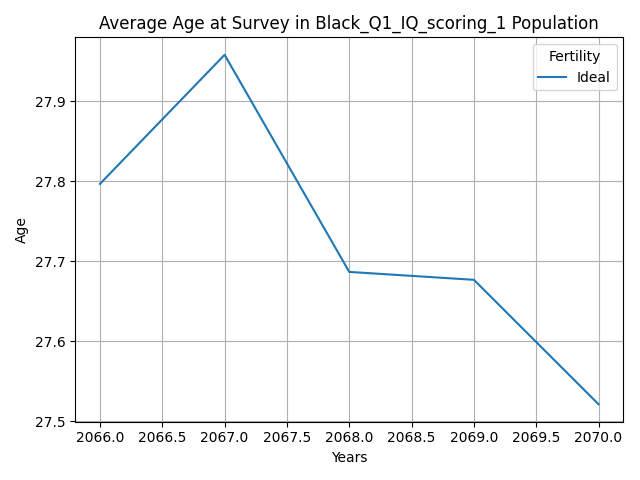 Average Age at Survey in Black_Q1_IQ_scoring_1 Population
Fertility
Ideal
Age
27.9
27.8
27.7
27.6
27.5
2066.0 2066.5 2067.0 2067.5 2068.0 2068.5 2069.0 2069.5 2070.0
Years